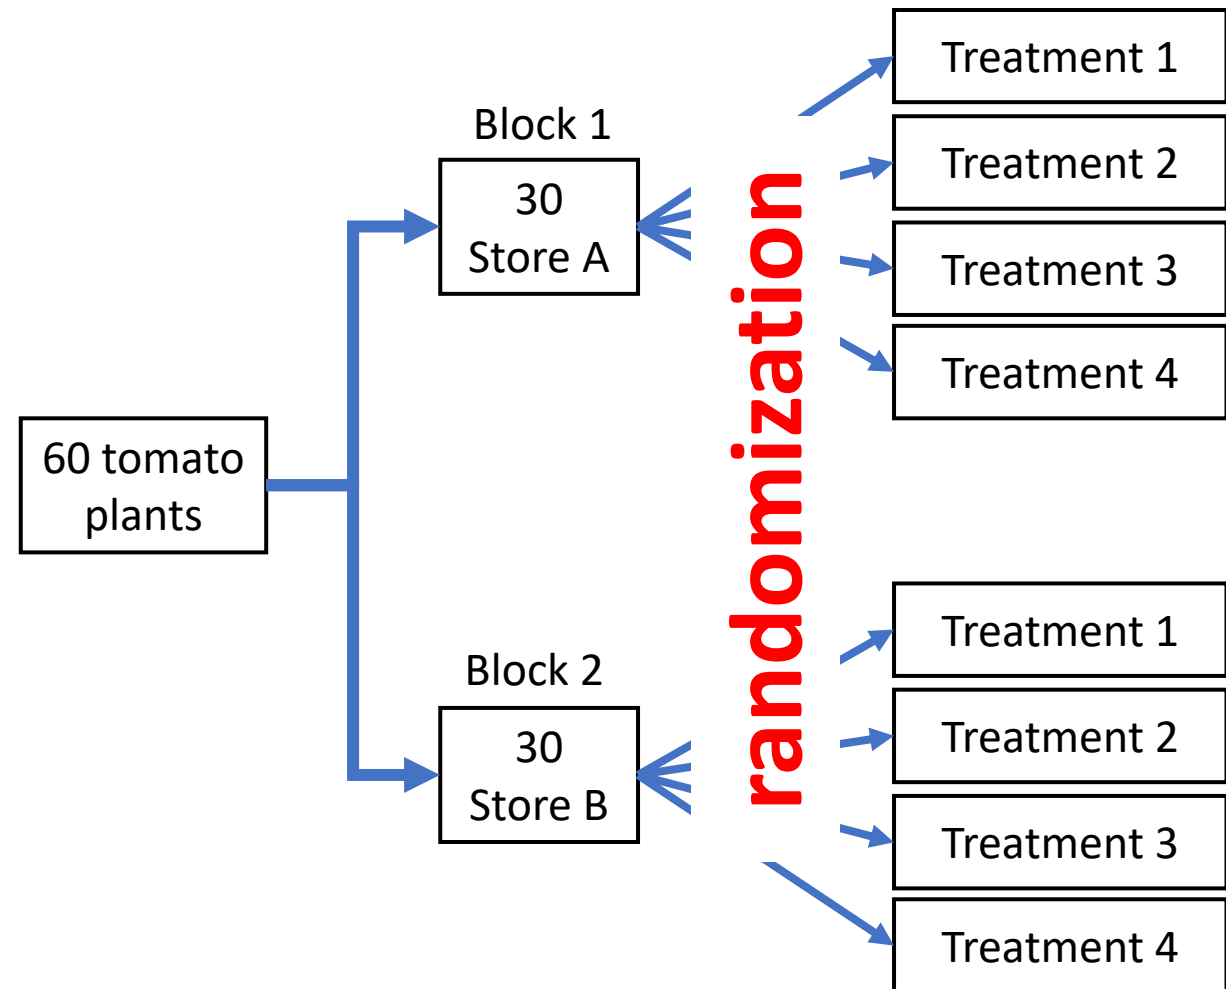 60 tomato
plants
Block 1
30
Store A
Block 2
30
Store B
randomization
Treatment 1
Treatment 2
Treatment 3
Treatment 4
Treatment 1
Treatment 2
Treatment 3
Treatment 4